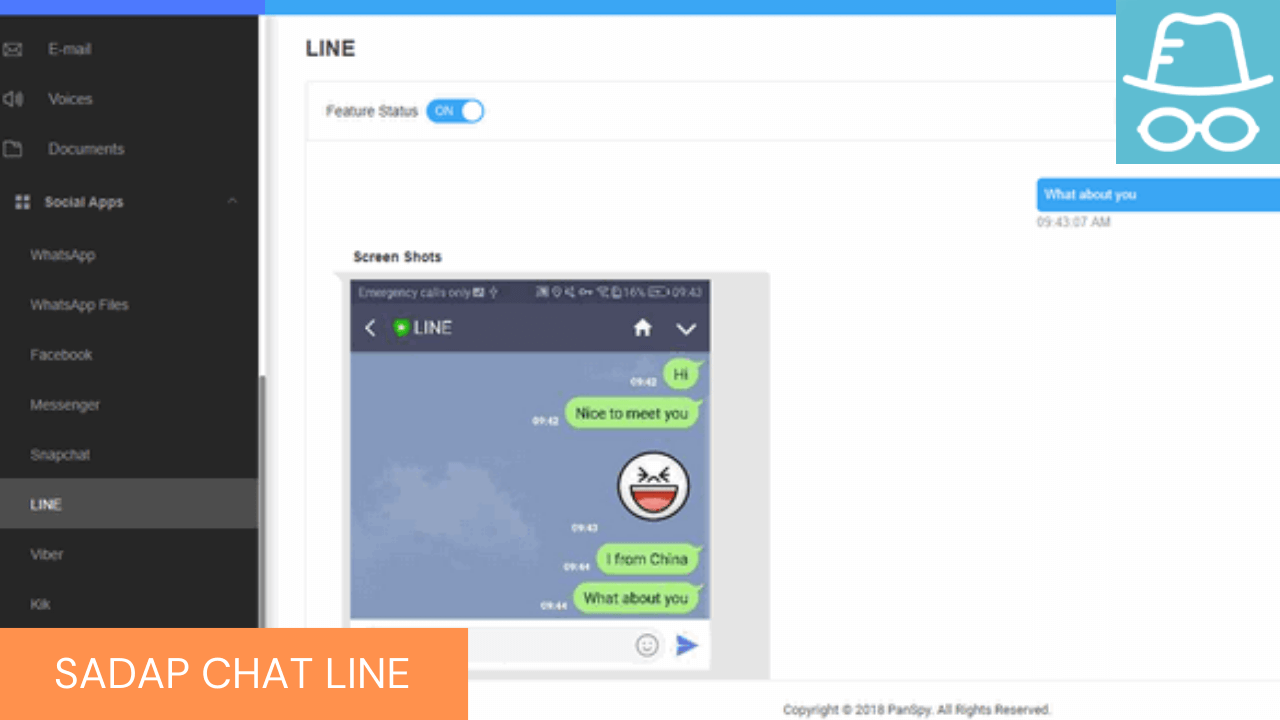 E-mail
Voices
Documents
Social Apps
WhatsApp
WhatsApp Files
Facebook
Messenger
Snapchat
LINE
Viber
Kik
LINE
Feature Status ON
What about you
09:43:07 AM
Screen Shots
Emergency calls only 16% 09:43
LINE
Hi
09:42
Nice to meet you
09:42
09:43
I from China
09:44
What about you
09:44
SADAP CHAT LINE
Copyright © 2018 PanSpy. All Rights Reserved.